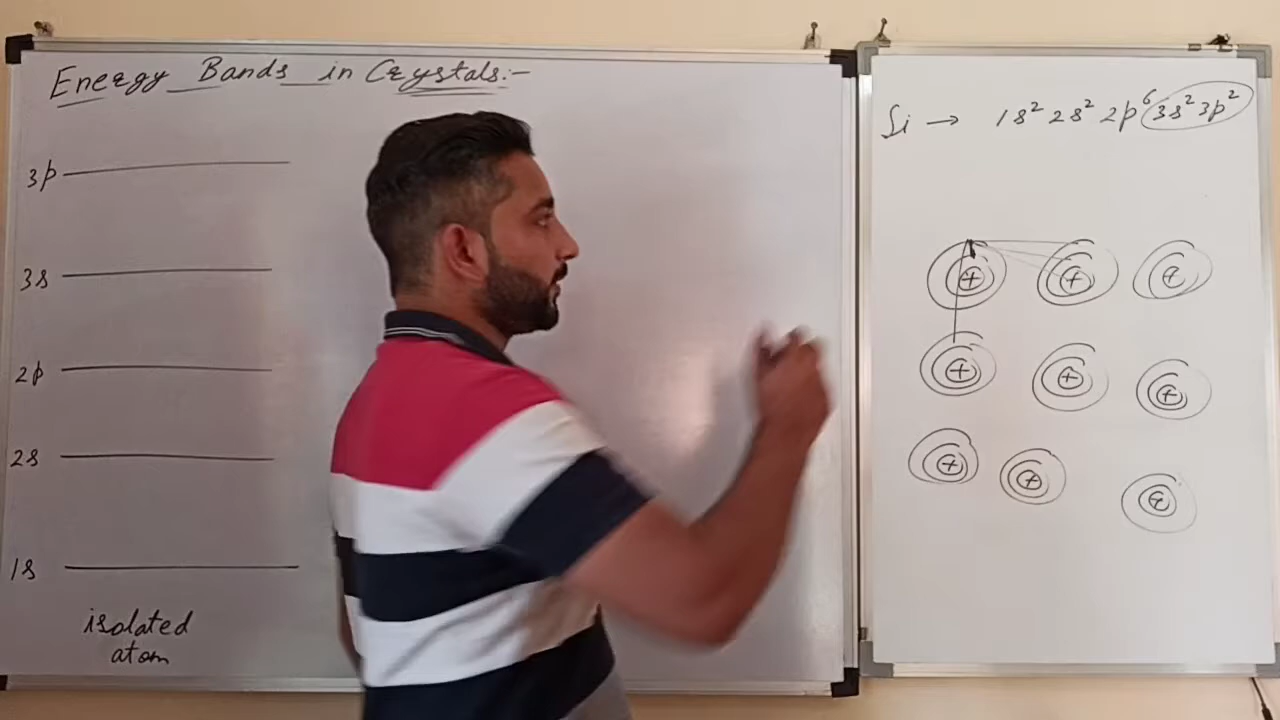 Energy Bands in Crystals:-
3p
3s
2p
2s
1s
isolated
atom
Si → 1s² 2s² 2p⁶ 3s² 3p²
+ + +
+ + +
+ + +